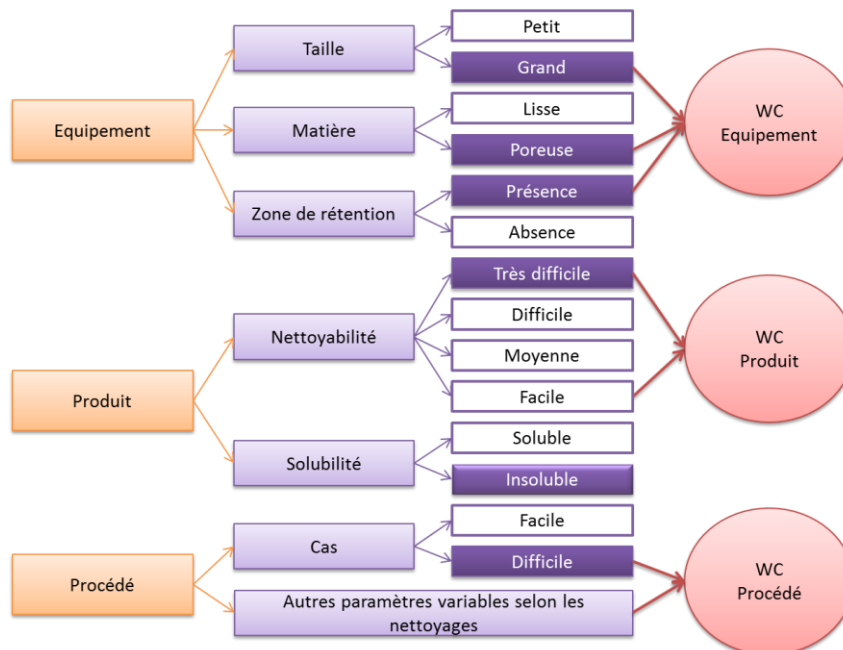 Equipement
Taille
Petit
Grand
Matière
Lisse
Poreuse
Zone de rétention
Présence
Absence
WC
Equipement
Produit
Nettoyabilité
Très difficile
Difficile
Moyenne
Facile
Solubilité
Soluble
Insoluble
WC
Produit
Procédé
Cas
Facile
Difficile
Autres paramètres variables selon les
nettoyages
WC
Procédé